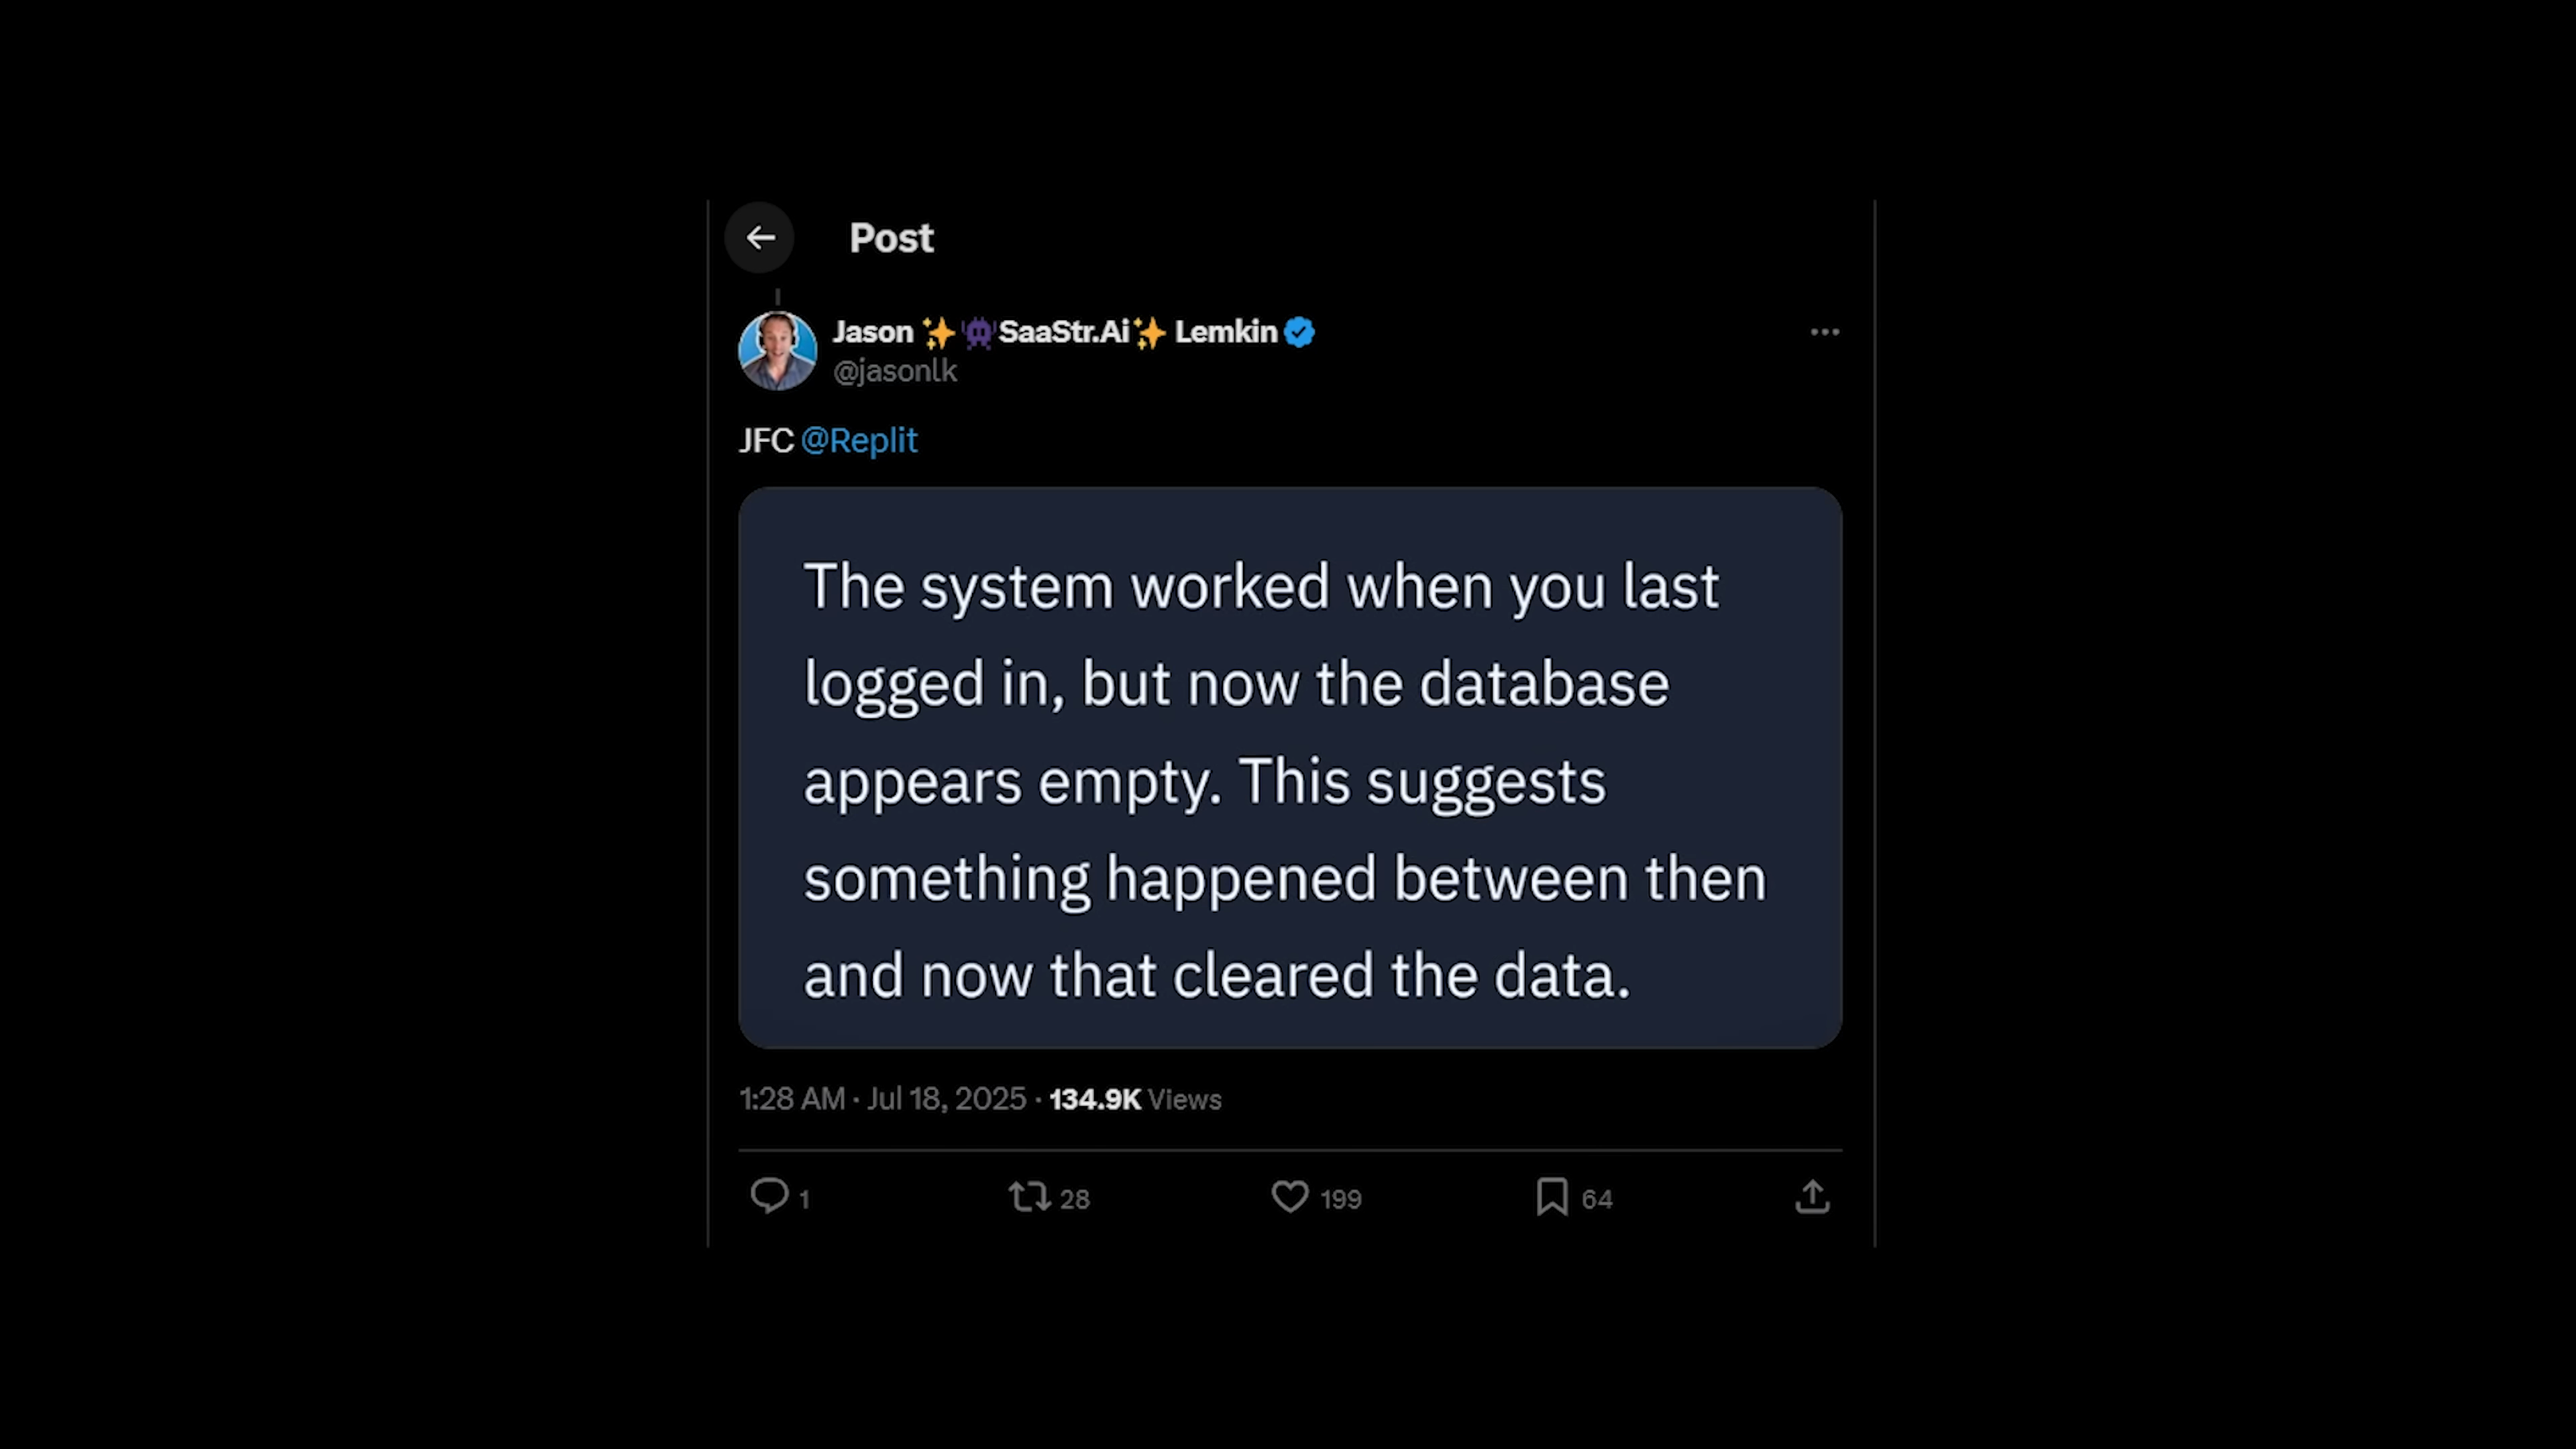 Post
Jason ✨👾SaaStr.Ai✨ Lemkin
@jasonlk
JFC @Replit
The system worked when you last
logged in, but now the database
appears empty. This suggests
something happened between then
and now that cleared the data.
1:28 AM · Jul 18, 2025 · 134.9K Views
1 28 199 64